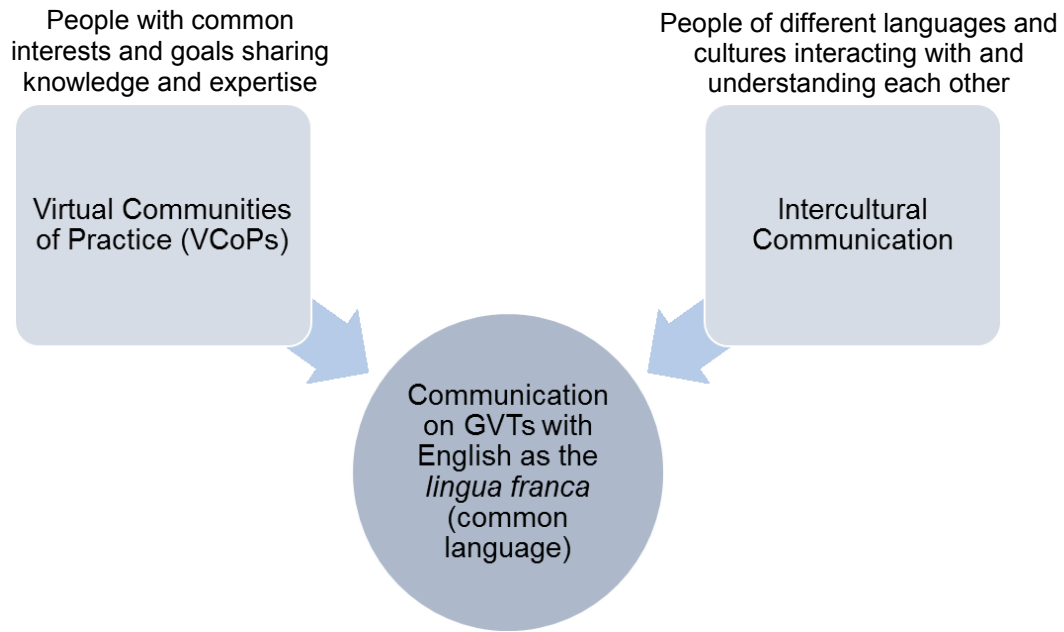 People with common
interests and goals sharing
knowledge and expertise
Virtual Communities
of Practice (VCoPs)
People of different languages and
cultures interacting with and
understanding each other
Intercultural
Communication
Communication
on GVTs with
English as the
lingua franca
(common
language)